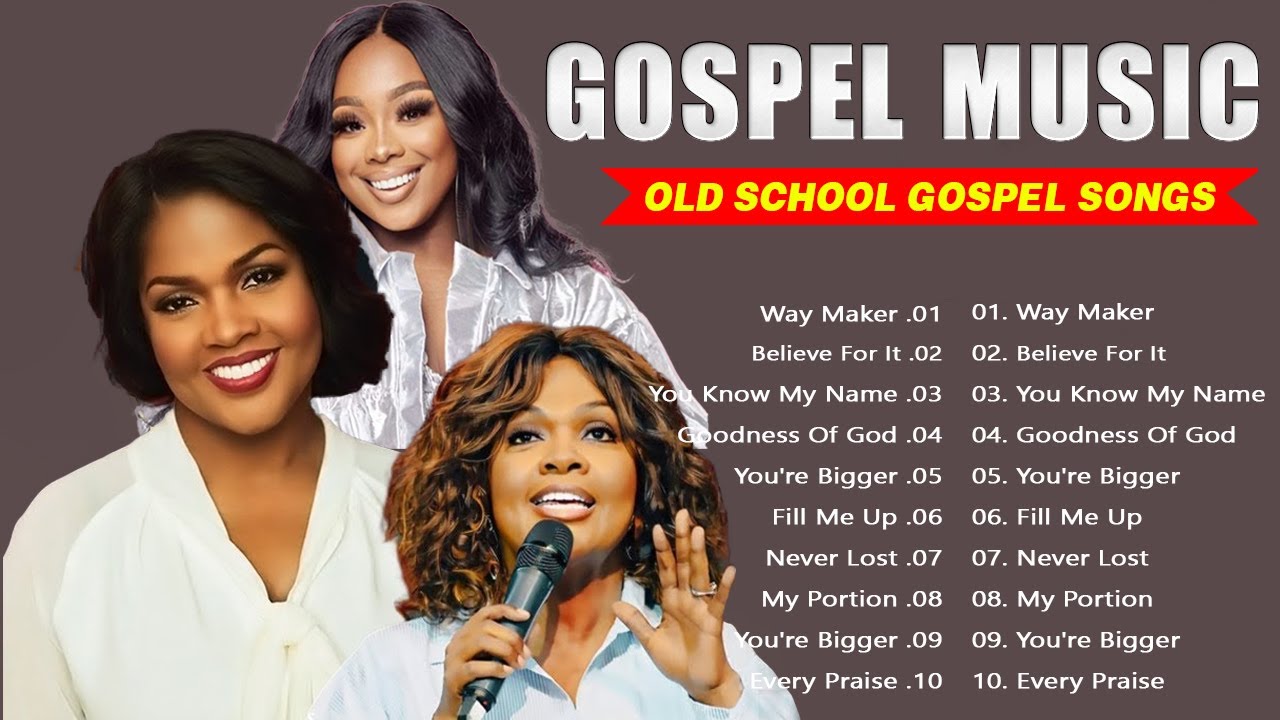 GOSPEL MUSIC
OLD SCHOOL GOSPEL SONGS
Way Maker .01
Believe For It .02
You Know My Name .03
Goodness Of God .04
You're Bigger .05
Fill Me Up .06
Never Lost .07
My Portion .08
You're Bigger .09
Every Praise .10
01. Way Maker
02. Believe For It
03. You Know My Name
04. Goodness Of God
05. You're Bigger
06. Fill Me Up
07. Never Lost
08. My Portion
09. You're Bigger
10. Every Praise